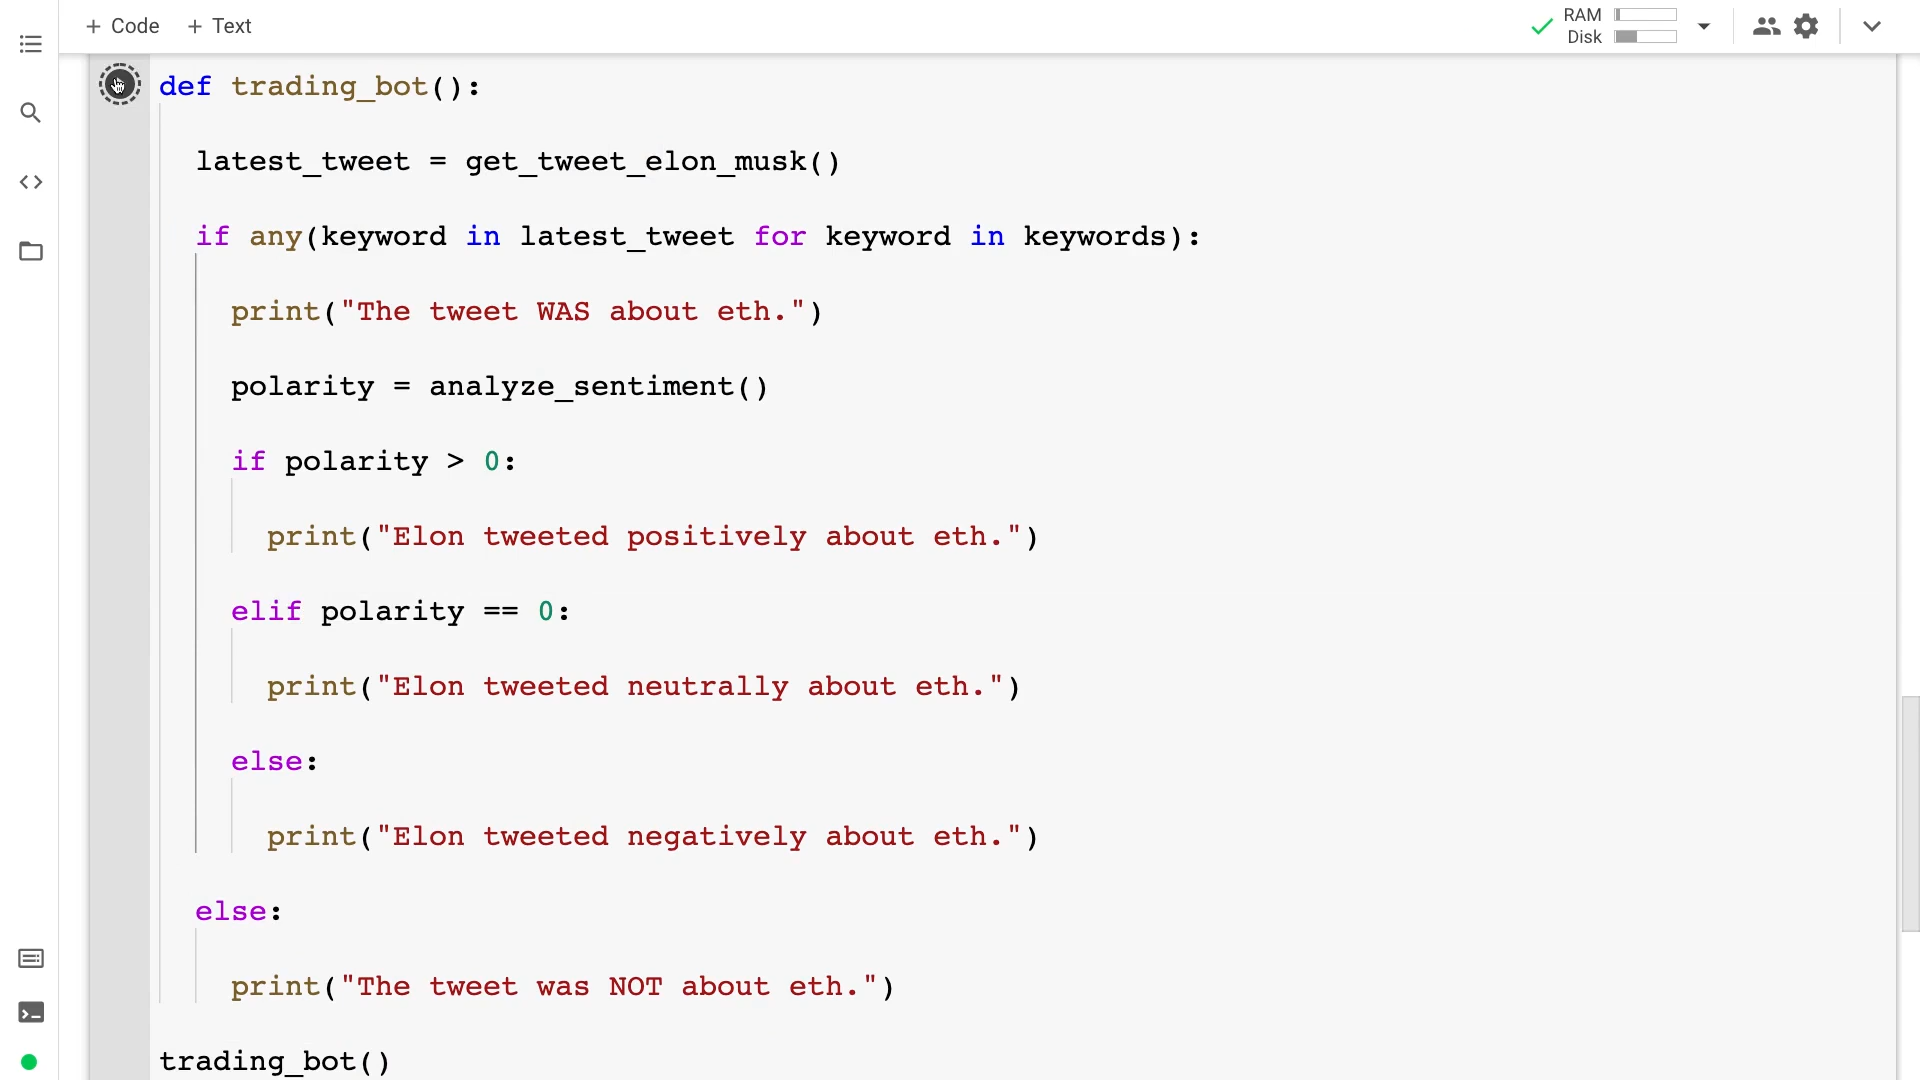 + Code + Text
RAM
Disk
def trading_bot():
latest_tweet = get_tweet_elon_musk()
if any(keyword in latest_tweet for keyword in keywords):
print("The tweet WAS about eth.")
polarity = analyze_sentiment()
if polarity > 0:
print("Elon tweeted positively about eth.")
elif polarity == 0:
print("Elon tweeted neutrally about eth.")
else:
print("Elon tweeted negatively about eth.")
else:
print("The tweet was NOT about eth.")
trading_bot()